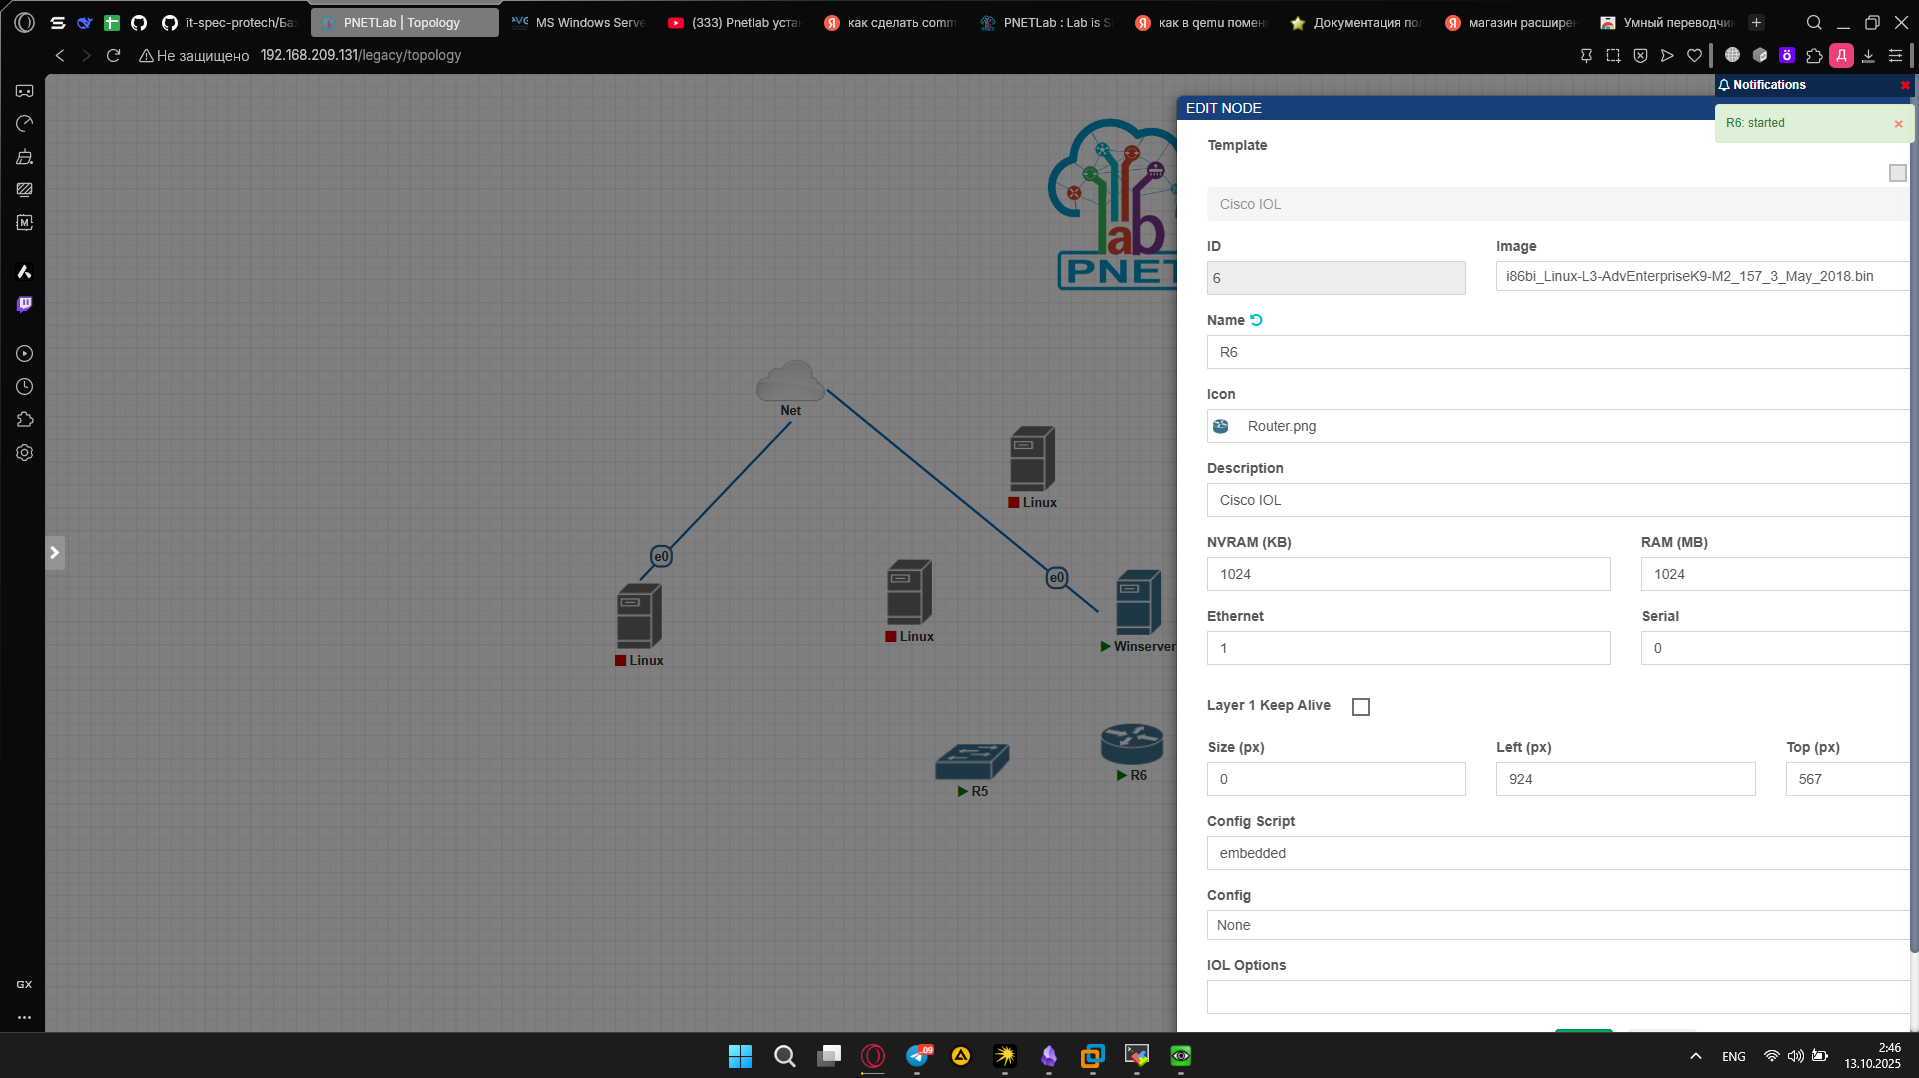 it-spec-protech/Баз
PNETLab | Topology
MS Windows Serve
(333) Pnetlab уста
как сделать comm
PNETLab : Lab is S
как в qemu помен
Документация по
магазин расширен
Умный переводчи
Не защищено 192.168.209.131/legacy/topology
Д
Notifications
EDIT NODE
R6: started
Template
Cisco IOL
ID
Image
6
i86bi_Linux-L3-AdvEnterpriseK9-M2_157_3_May_2018.bin
Name
R6
Icon
Router.png
Description
Cisco IOL
NVRAM (KB)
RAM (MB)
1024
1024
Ethernet
Serial
1
0
Layer 1 Keep Alive
Size (px)
Left (px)
Top (px)
0
924
567
Config Script
embedded
Config
None
IOL Options
lab
PNET
Net
Linux
e0
e0
Linux
Winserver
Linux
R6
R5
M
GX
09
ENG
2:46
13.10.2025